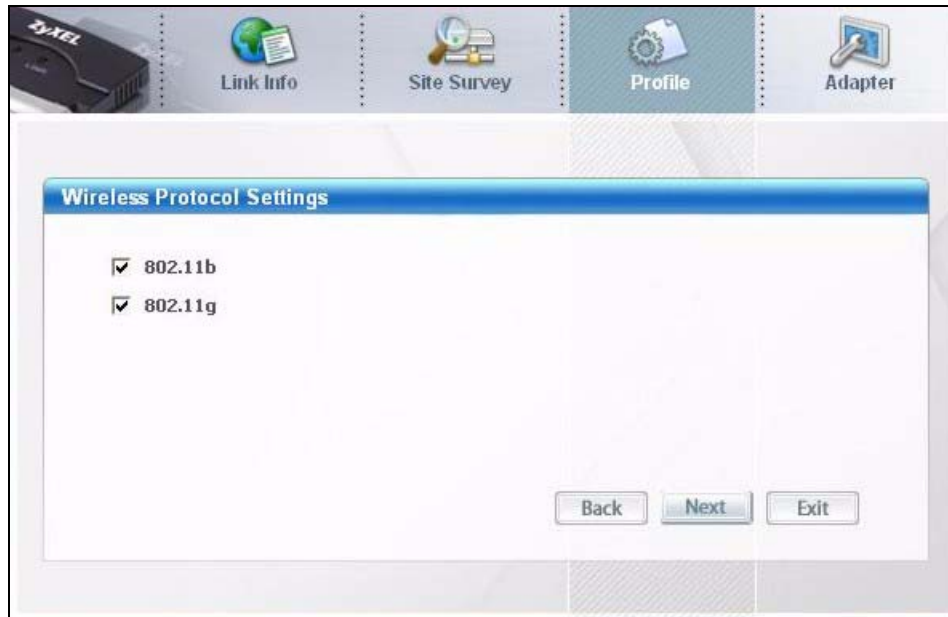 ZyXEL
Link Info
Site Survey
Profile
Adapter
Wireless Protocol Settings
802.11b
802.11g
Back
Next
Exit